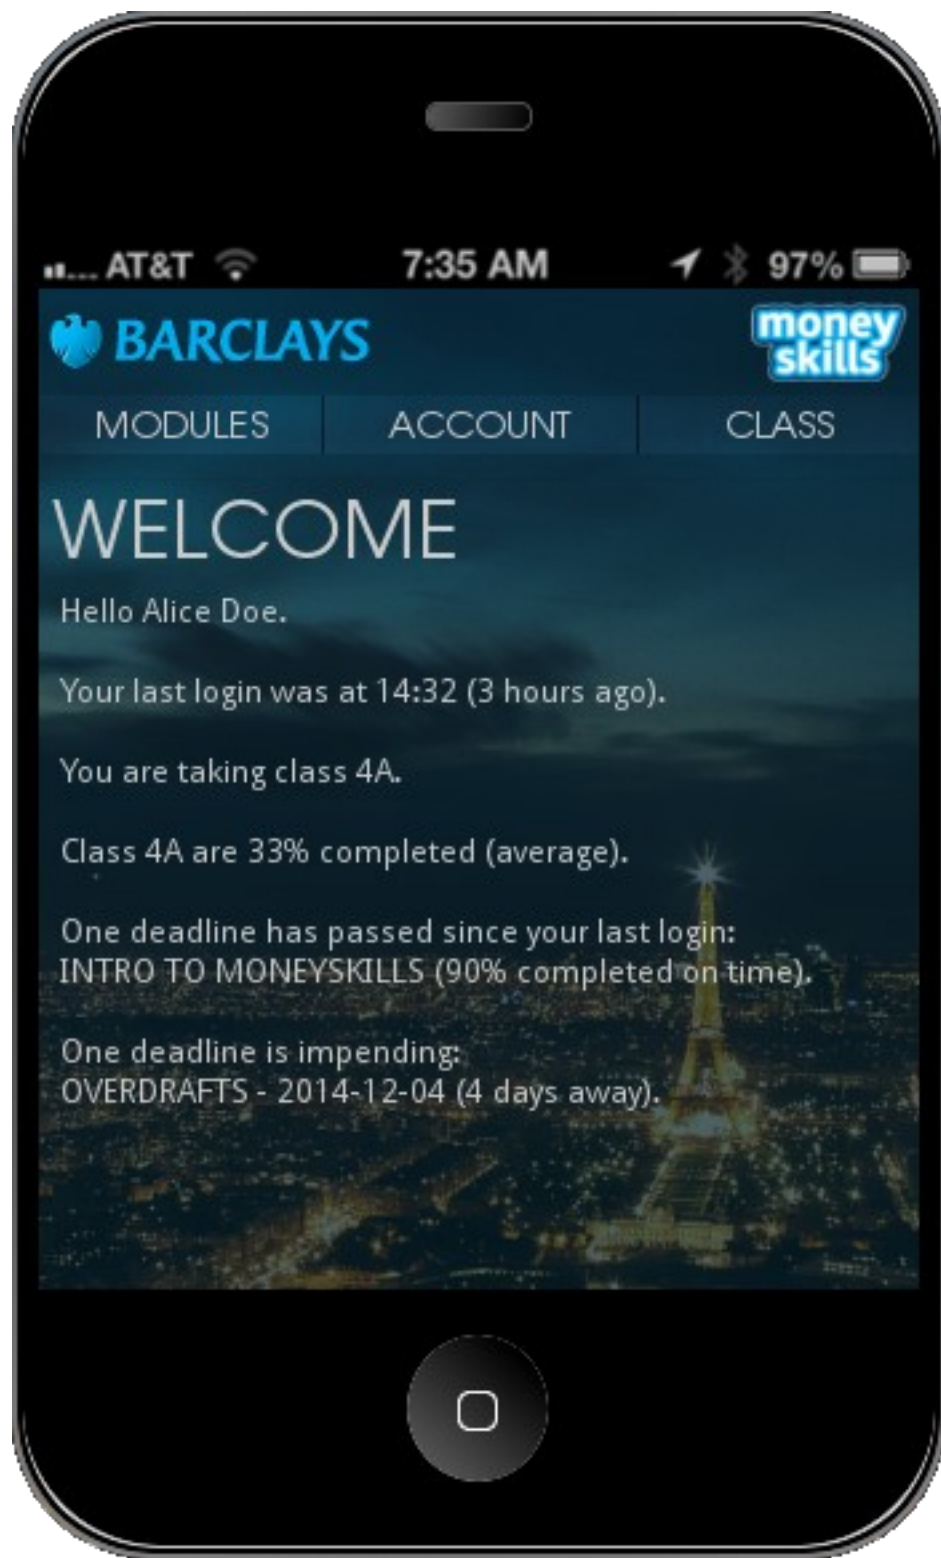 AT&T 7:35 AM 97%
BARCLAYS money skills
MODULES ACCOUNT CLASS
WELCOME
Hello Alice Doe.
Your last login was at 14:32 (3 hours ago).
You are taking class 4A.
Class 4A are 33% completed (average).
One deadline has passed since your last login:
INTRO TO MONEYSKILLS (90% completed on time).
One deadline is impending:
OVERDRAFTS - 2014-12-04 (4 days away).